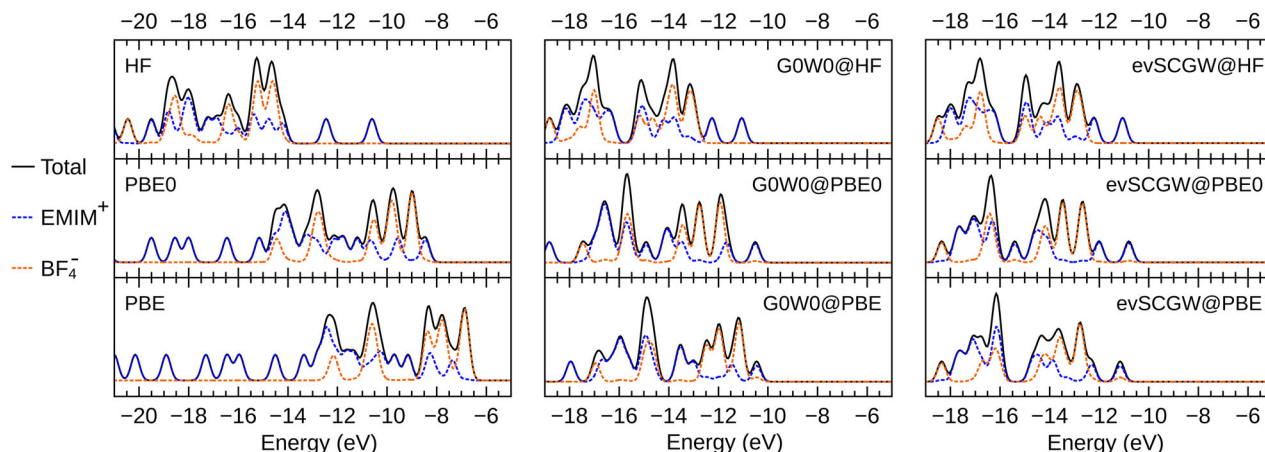 −20 −18 −16 −14 −12 −10 −8 −6
−18 −16 −14 −12 −10 −8 −6
−18 −16 −14 −12 −10 −8 −6
HF
G0W0@HF
evSCGW@HF
Total
EMIM+
BF4−
PBE0
G0W0@PBE0
evSCGW@PBE0
PBE
G0W0@PBE
evSCGW@PBE
−20 −18 −16 −14 −12 −10 −8 −6
−18 −16 −14 −12 −10 −8 −6
−18 −16 −14 −12 −10 −8 −6
Energy (eV)
Energy (eV)
Energy (eV)